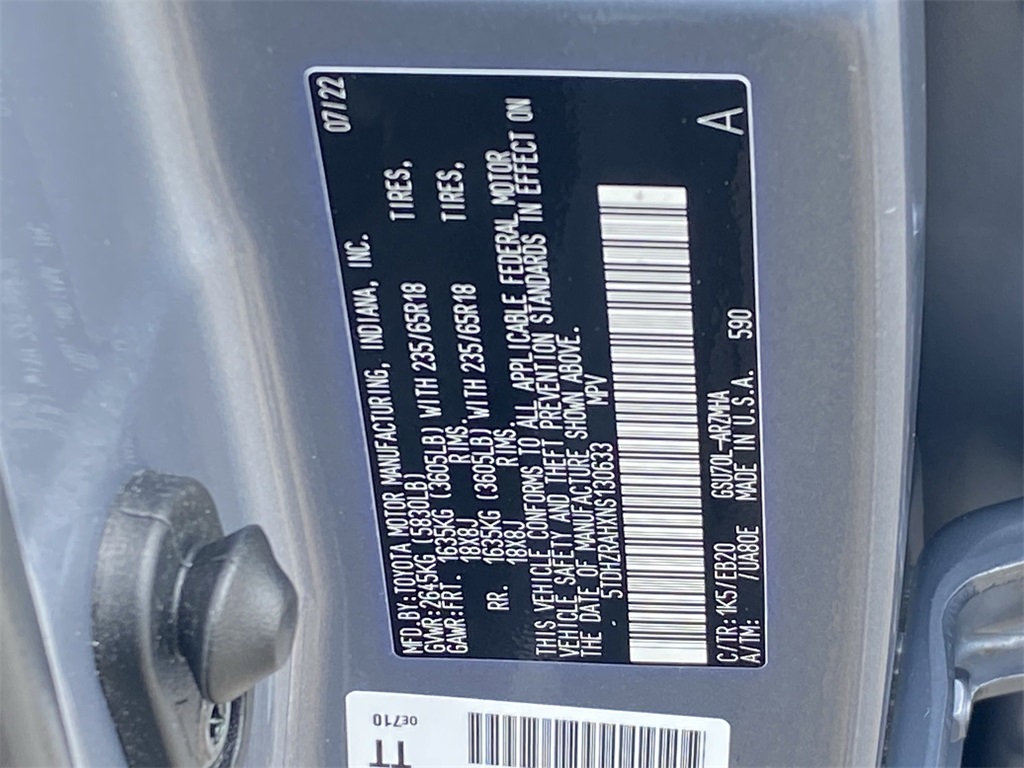 07/22
MFD BY:TOYOTA MOTOR MANUFACTURING, INDIANA, INC.
GVWR:2645KG (5830LB)
GAWR:FRT. 1635KG (3605LB) WITH 235/65R18 TIRES,
18X8J RIMS.
RR. 1635KG (3605LB) WITH 235/65R18 TIRES,
18X8J RIMS.
THIS VEHICLE CONFORMS TO ALL APPLICABLE FEDERAL MOTOR
VEHICLE SAFETY AND THEFT PREVENTION STANDARDS IN EFFECT ON
THE DATE OF MANUFACTURE SHOWN ABOVE.
5TDHZRAHXNS130633 MPV
C/TR:1K5/EB20 GSU70L-ARZMHA
A/TM: /UA80E MADE IN U.S.A. 590
A
0E710